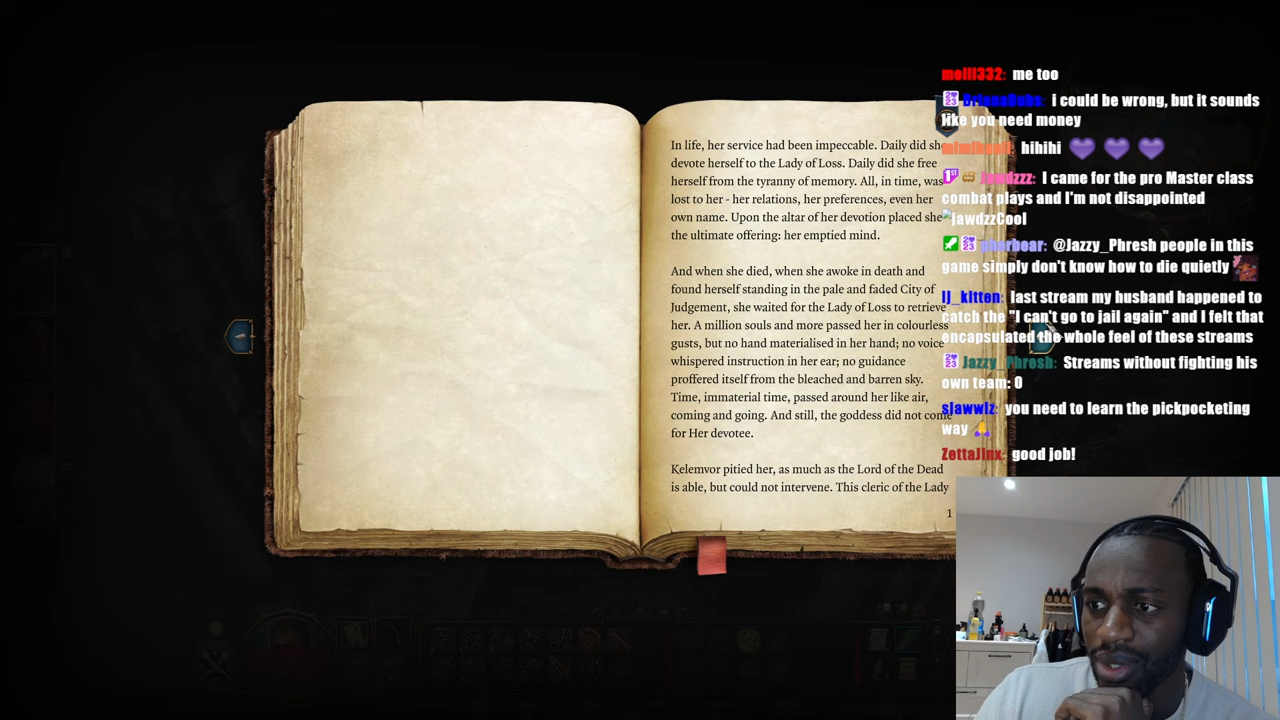 In life, her service had been impeccable. Daily did she
devote herself to the Lady of Loss. Daily did she free
herself from the tyranny of memory. All, in time, was
lost to her - her relations, her preferences, even her
own name. Upon the altar of her devotion placed she
the ultimate offering: her emptied mind.
And when she died, when she awoke in death and
found herself standing in the pale and faded City of
Judgement, she waited for the Lady of Loss to retrieve
her. A million souls and more passed her in colourless
gusts, but no hand materialised in her hand; no voice
whispered instruction in her ear; no guidance
proffered itself from the bleached and barren sky.
Time, immaterial time, passed around her like air,
coming and going. And still, the goddess did not come
for Her devotee.
Kelemvor pitied her, as much as the Lord of the Dead
is able, but could not intervene. This cleric of the Lady
1
me too
i could be wrong, but it sounds
like you need money
hihihi
Jawdzzz: I came for the pro Master class
combat plays and I'm not disappointed
jawdzzCool
pharbear: @Jazzy_Phresh people in this
game simply don't know how to die quietly
lj_kitten: last stream my husband happened to
catch the "I can't go to jail again" and I felt that
encapsulated the whole feel of these streams
Jazzy_Phresh: Streams without fighting his
own team: 0
sjawwlz: you need to learn the pickpocketing
way
ZettaJinx: good job!